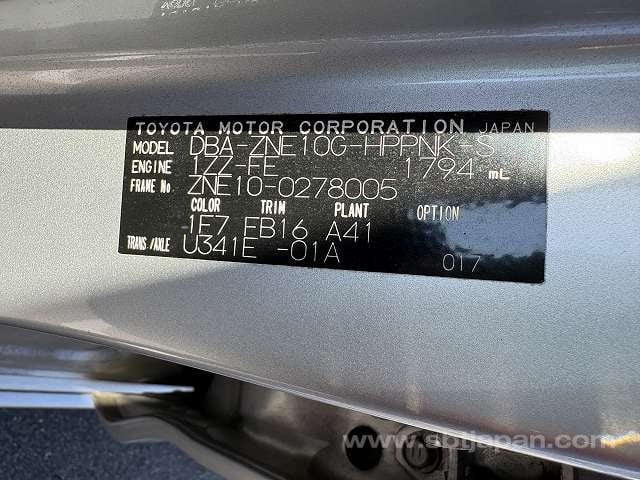 TOYOTA MOTOR CORPORATION JAPAN
MODEL DBA-ZNE10G-HPPNK-S
ENGINE 1ZZ-FE 1794 mL
FRAME No. ZNE10-0278005
COLOR TRIM PLANT OPTION
1F7 FB16 A41
TRANS./AXLE U341E -01A 017
www.sbtjapan.com